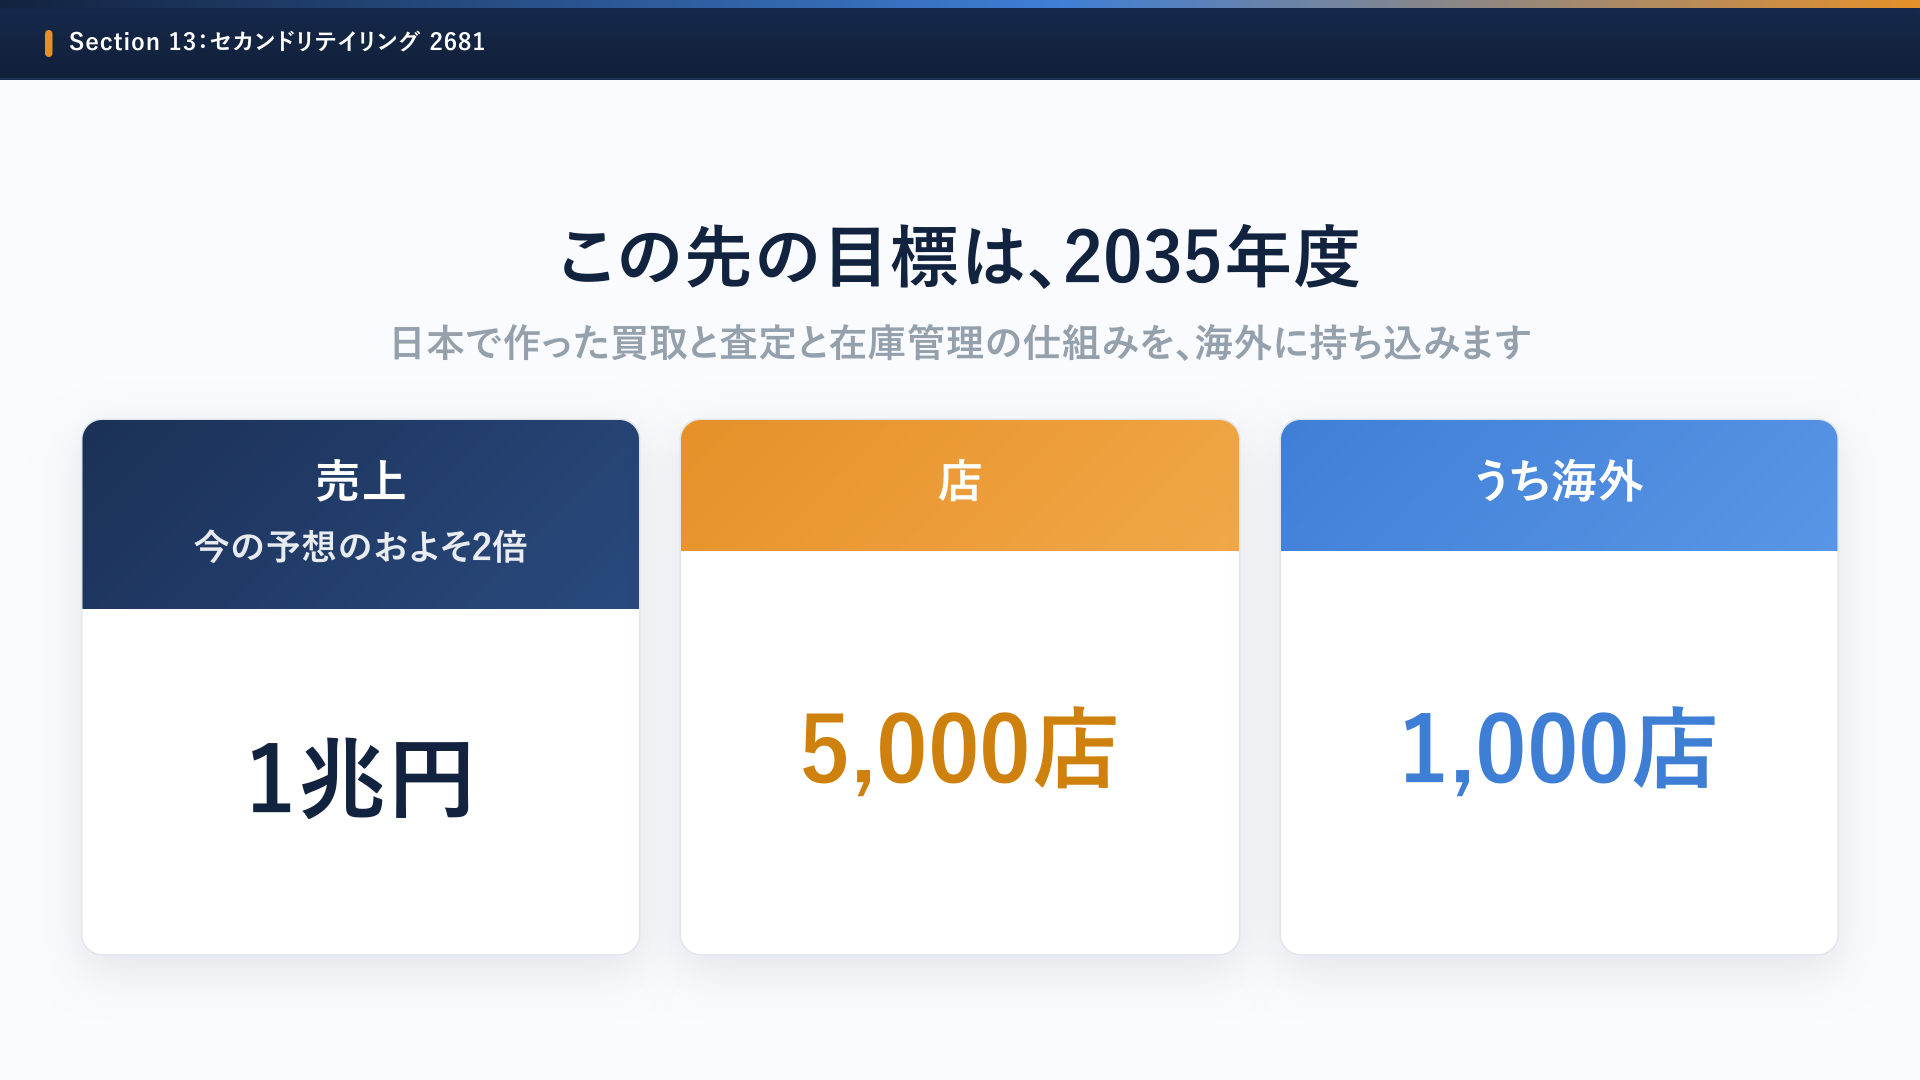 Section 13：セカンドリテイリング 2681
この先の目標は、2035年度
日本で作った買取と査定と在庫管理の仕組みを、海外に持ち込みます
売上
今の予想のおよそ2倍
1兆円
店
5,000店
うち海外
1,000店